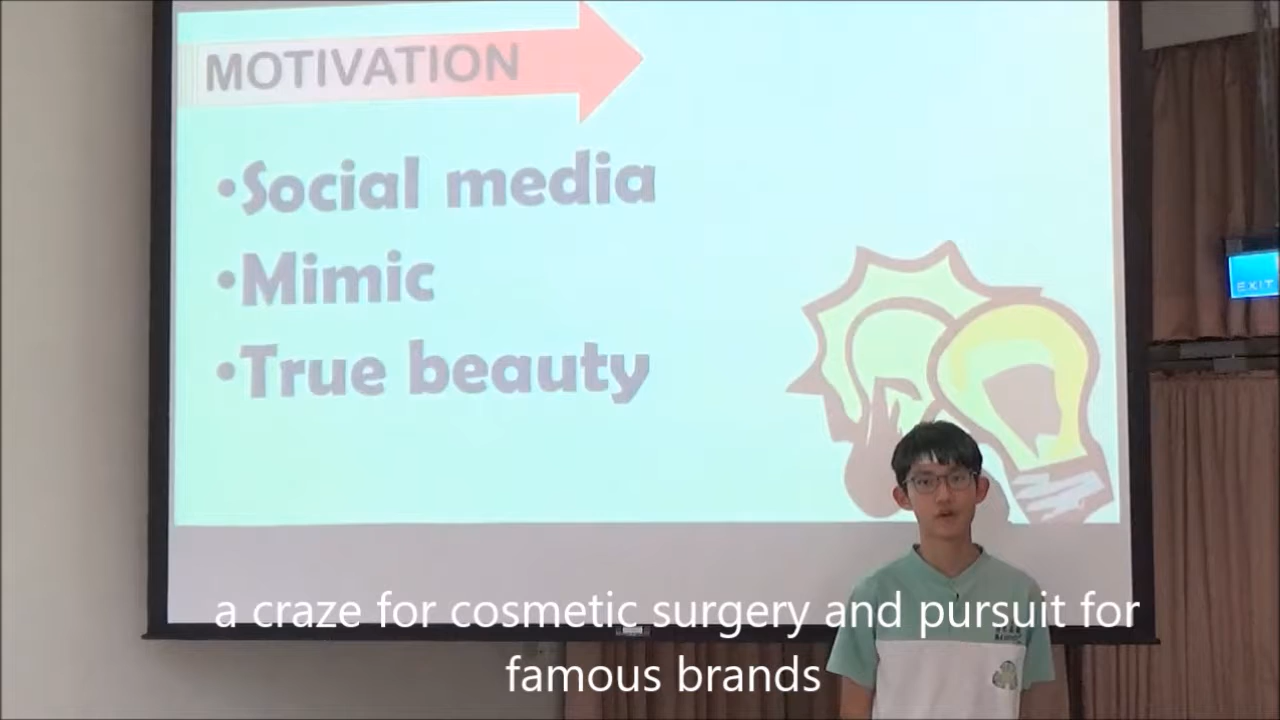 MOTIVATION
•Social media
•Mimic
•True beauty
EXIT
a craze for cosmetic surgery and pursuit for
famous brands